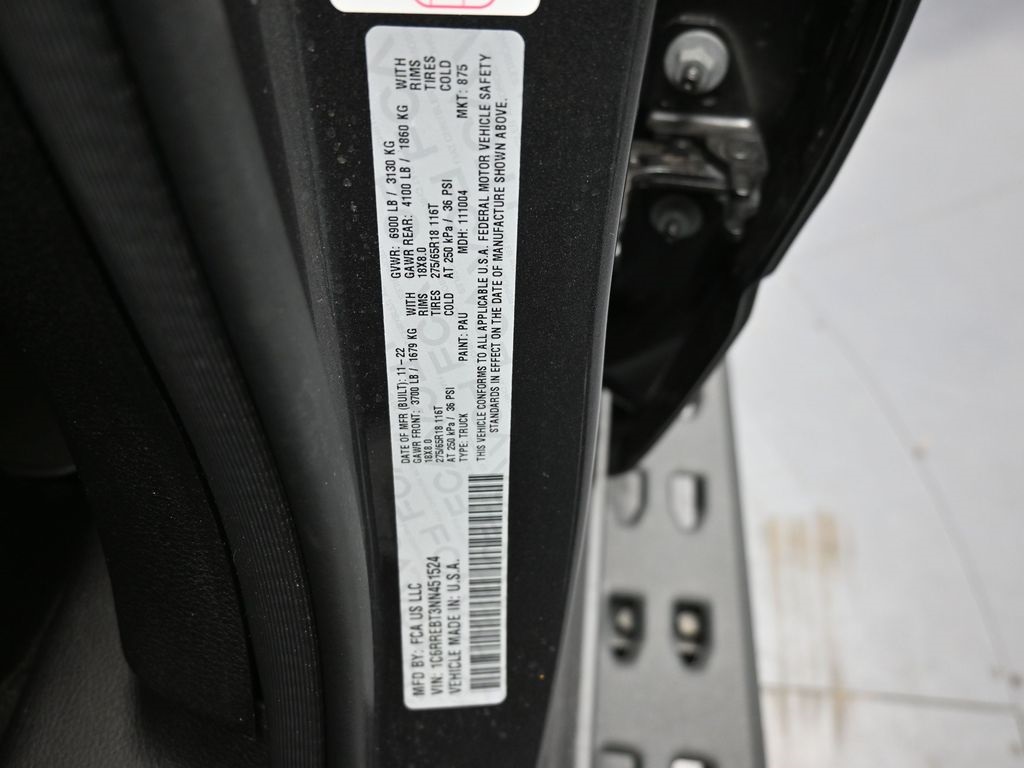 MFD BY: FCA US LLC
DATE OF MFR (BUILT): 11-22
GVWR: 6900 LB / 3130 KG
GAWR FRONT: 3700 LB / 1679 KG WITH
18X8.0 RIMS
275/65R18 116T TIRES
AT 250 kPa / 36 PSI COLD
GAWR REAR: 4100 LB / 1860 KG WITH
18X8.0 RIMS
275/65R18 116T TIRES
AT 250 kPa / 36 PSI COLD
VIN: 1C6RREBT3NN451524
VEHICLE MADE IN: U.S.A.
TYPE: TRUCK PAINT: PAU MDH: 111004 MKT: 875
THIS VEHICLE CONFORMS TO ALL APPLICABLE U.S.A. FEDERAL MOTOR VEHICLE SAFETY
STANDARDS IN EFFECT ON THE DATE OF MANUFACTURE SHOWN ABOVE.